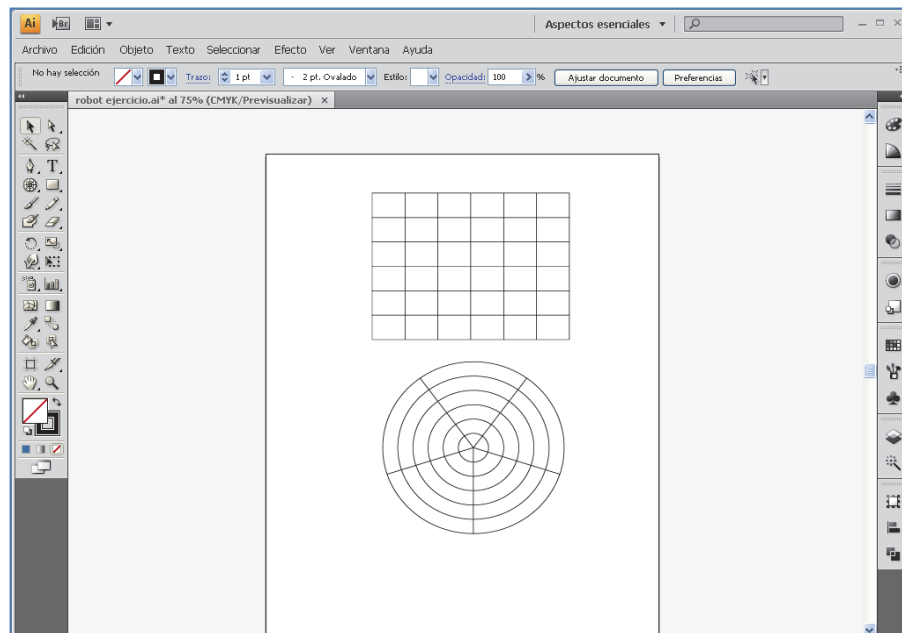 Ai Br Aspectos esenciales
Archivo Edición Objeto Texto Seleccionar Efecto Ver Ventana Ayuda
No hay selección Trazo: 1 pt 2 pt. Ovalado Estilo: Opacidad: 100 % Ajustar documento Preferencias
robot ejercicio.ai* al 75% (CMYK/Previsualizar) x